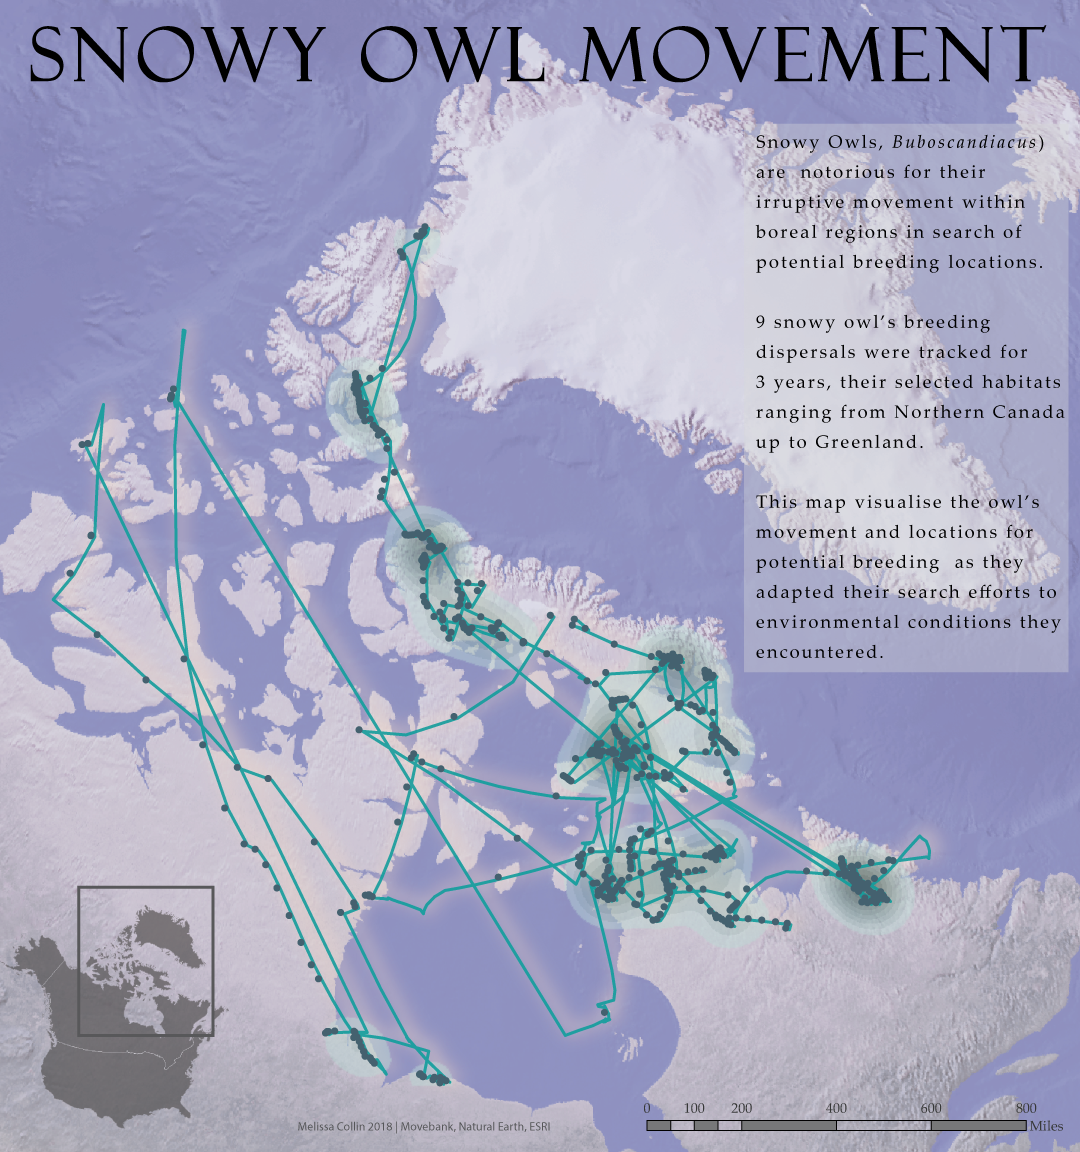 SNOWY OWL MOVEMENT
Snowy Owls, Buboscandiacus)
are notorious for their
irruptive movement within
boreal regions in search of
potential breeding locations.
9 snowy owl's breeding
dispersals were tracked for
3 years, their selected habitats
ranging from Northern Canada
up to Greenland.
This map visualise the owl's
movement and locations for
potential breeding as they
adapted their search efforts to
environmental conditions they
encountered.
0 100 200 400 600 800
Miles
Melissa Collin 2018 | Movebank, Natural Earth, ESRI